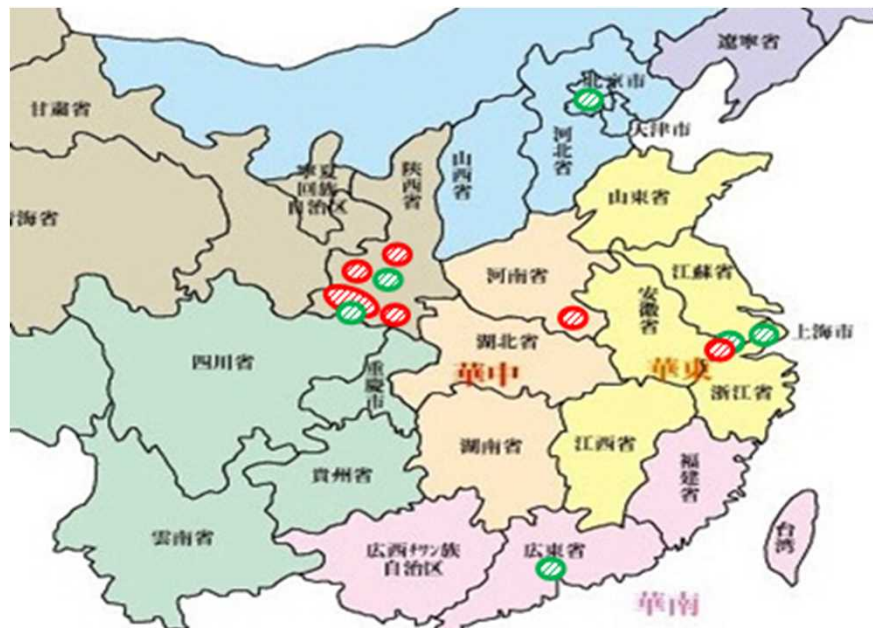 遼寧省
北京市
甘粛省
天津市
河北省
山西省
陝西省
寧夏
回族
自治区
山東省
青海省
河南省
江蘇省
安徽省
上海市
湖北省
四川省
華中
華東
重慶市
浙江省
湖南省
江西省
福建省
貴州省
雲南省
広西チワン族
自治区
広東省
台湾
華南